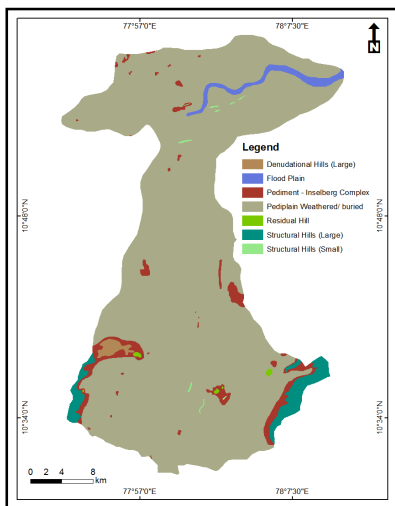 77°57'0"E 78°7'30"E
N
Legend
Denudational Hills (Large)
Flood Plain
Pediment - Inselberg Complex
Pediplain Weathered/ buried
Residual Hill
Structural Hills (Large)
Structural Hills (Small)
10°48'0"N 10°48'0"N
10°34'0"N 10°34'0"N
0 2 4 8
km
77°57'0"E 78°7'30"E